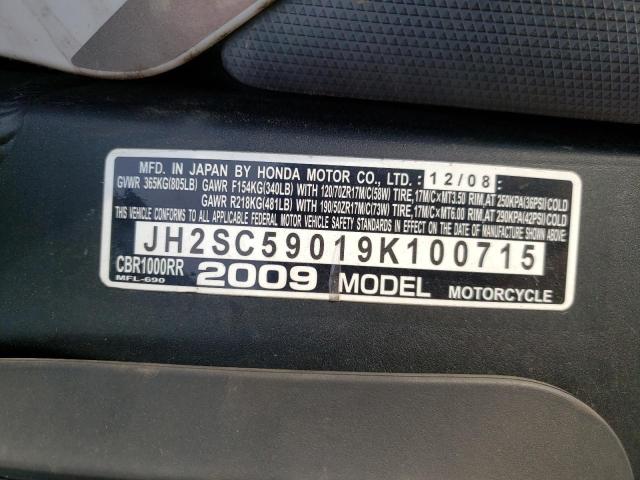 MFD. IN JAPAN BY HONDA MOTOR CO., LTD. : 12/08 :
GVWR 365KG(805LB) GAWR F154KG(340LB) WITH 120/70ZR17M/C(58W) TIRE, 17M/C×MT3.50 RIM, AT 250KPA(36PSI)/COLD
GAWR R218KG(481LB) WITH 190/50ZR17M/C(73W) TIRE, 17M/C×MT6.00 RIM, AT 290KPA(42PSI)/COLD
THIS VEHICLE CONFORMS TO ALL APPLICABLE FEDERAL MOTOR VEHICLE SAFETY STANDARDS IN EFFECT ON THE DATE OF MANUFACTURE SHOWN ABOVE.
JH2SC59019K100715
CBR1000RR 2009 MODEL MOTORCYCLE
MFL-690